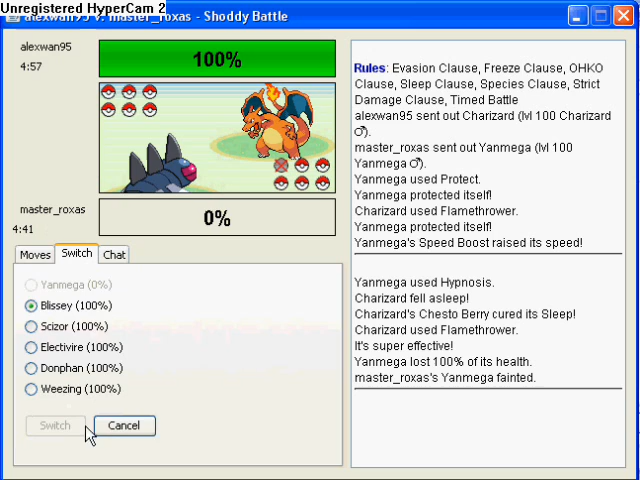 Unregistered HyperCam 2
alexwan95 v. master_roxas - Shoddy Battle
alexwan95
4:57
100%
master_roxas
4:41
0%
Moves
Switch
Chat
Yanmega (0%)
Blissey (100%)
Scizor (100%)
Electivire (100%)
Donphan (100%)
Weezing (100%)
Switch
Cancel
Rules: Evasion Clause, Freeze Clause, OHKO
Clause, Sleep Clause, Species Clause, Strict
Damage Clause, Timed Battle
alexwan95 sent out Charizard (lvl 100 Charizard
♂).
master_roxas sent out Yanmega (lvl 100
Yanmega ♂).
Yanmega used Protect.
Yanmega protected itself!
Charizard used Flamethrower.
Yanmega protected itself!
Yanmega's Speed Boost raised its speed!
Yanmega used Hypnosis.
Charizard fell asleep!
Charizard's Chesto Berry cured its Sleep!
Charizard used Flamethrower.
It's super effective!
Yanmega lost 100% of its health.
master_roxas's Yanmega fainted.